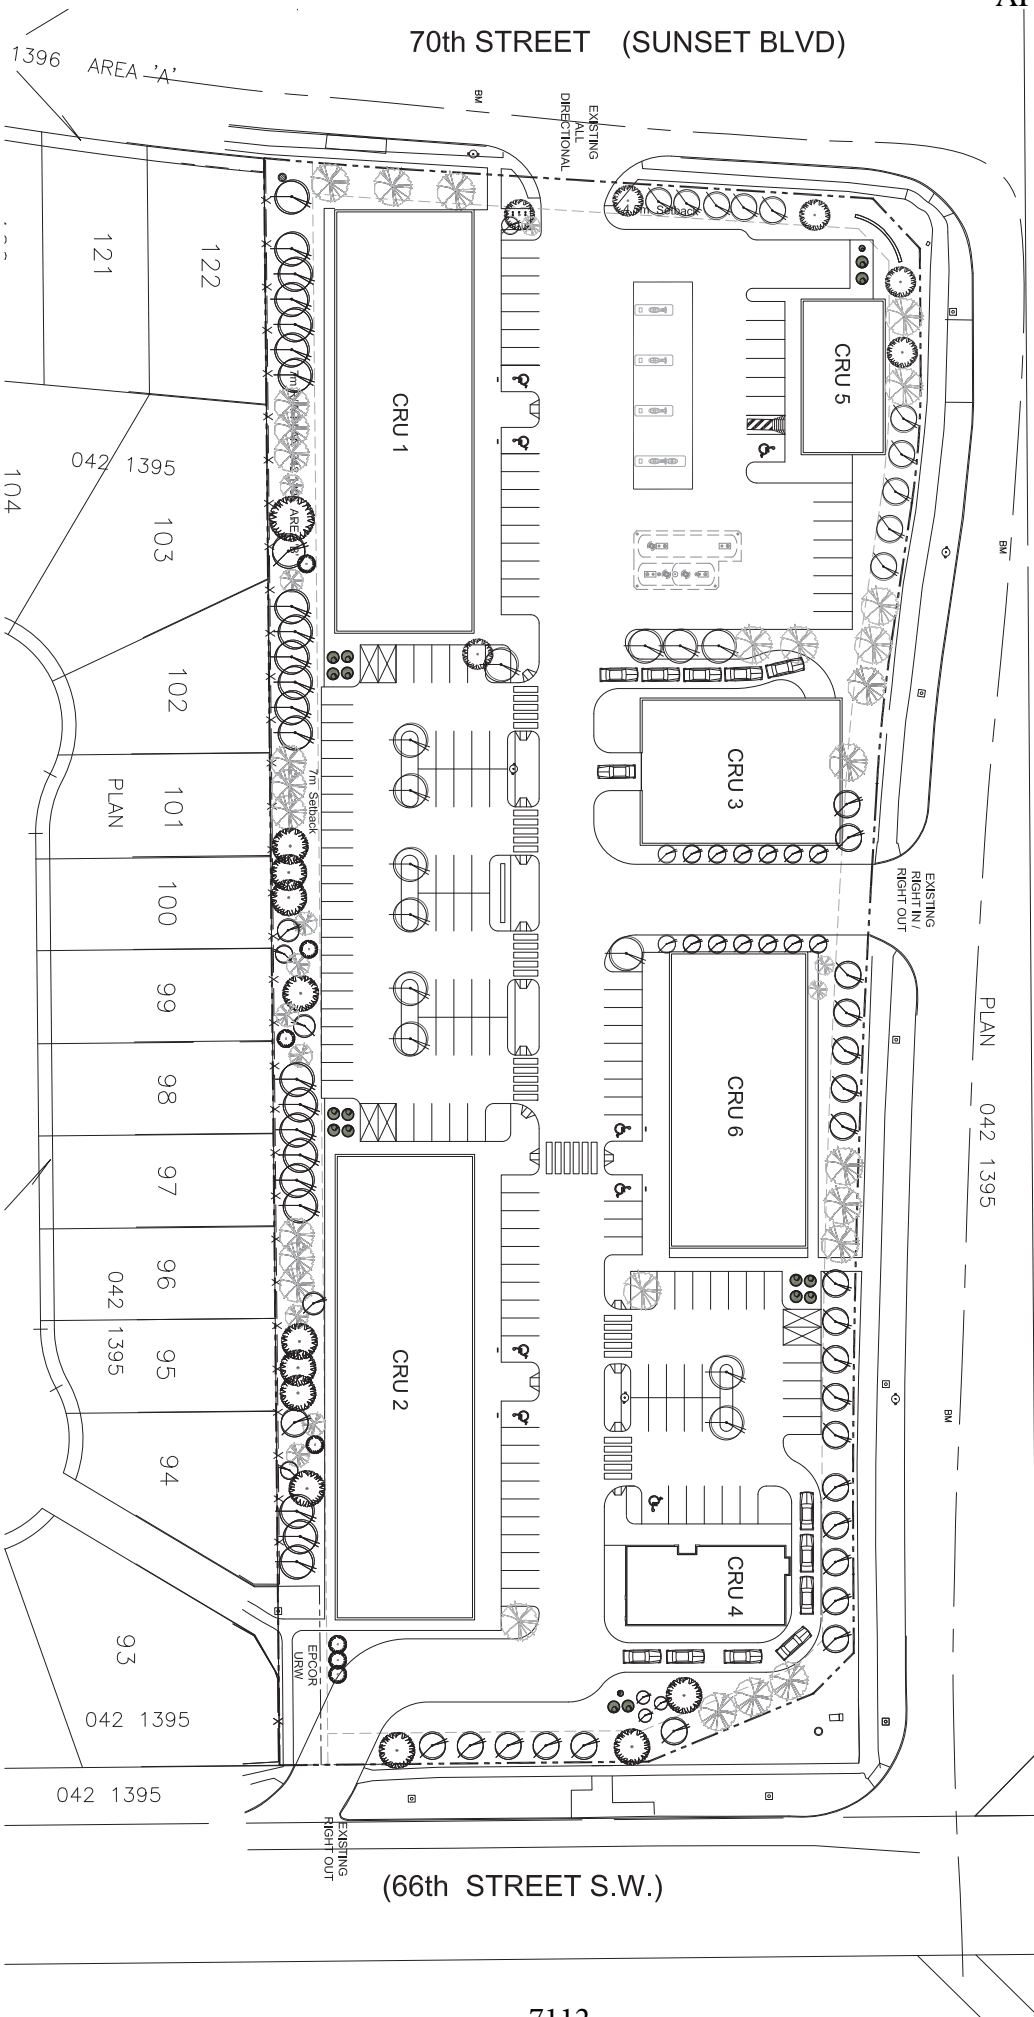 70th STREET (SUNSET BLVD)
1396 AREA 'A'
BM
EXISTING
ALL
DIRECTIONAL
m Setback
121
122
CRU 1
CRU 5
042 1395
104
103
BM
102
101
PLAN
7m Setback
CRU 3
EXISTING
RIGHT IN /
RIGHT OUT
100
99
98
97
96
95
94
PLAN 042 1395
CRU 6
042 1395
CRU 2
BM
CRU 4
93
EPCOR
URW
042 1395
042 1395
EXISTING
RIGHT OUT
(66th STREET S.W.)